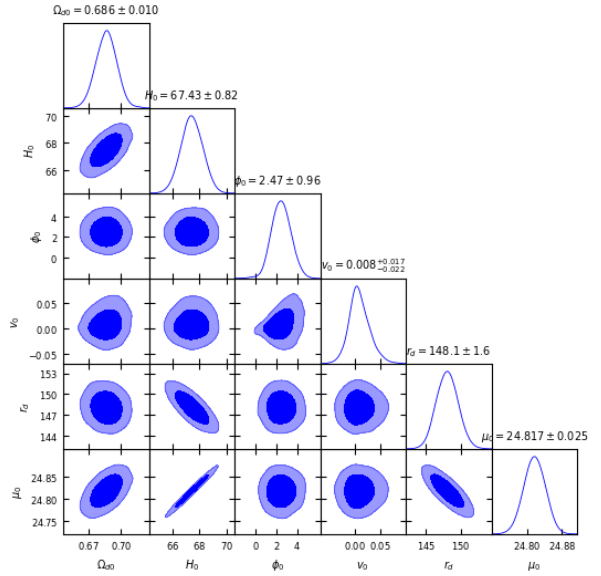 Ω_{d0} = 0.686 ± 0.010
H_0 = 67.43 ± 0.82
70
68
66
H_0
ϕ_0 = 2.47 ± 0.96
4
2
0
ϕ_0
v_0 = 0.008^{+0.017}_{-0.022}
0.05
0.00
−0.05
v_0
r_d = 148.1 ± 1.6
153
150
147
144
r_d
μ_0 = 24.817 ± 0.025
24.85
24.80
24.75
μ_0
0.67 0.70 66 68 70 0 2 4 0.00 0.05 145 150 24.80 24.88
Ω_{d0} H_0 ϕ_0 v_0 r_d μ_0